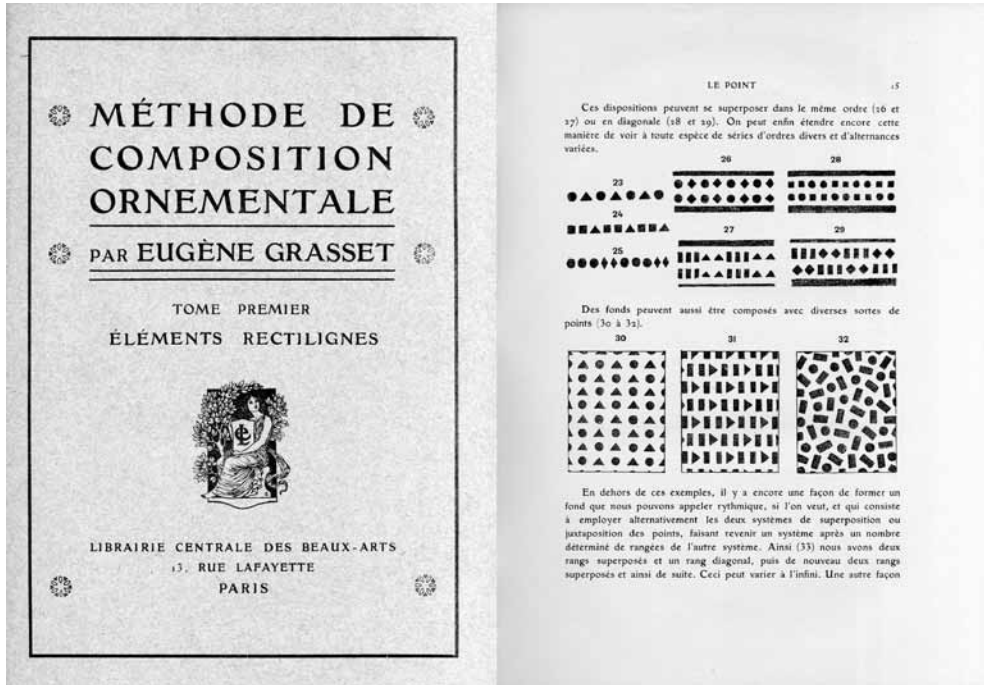 MÉTHODE DE
COMPOSITION
ORNEMENTALE
PAR EUGÈNE GRASSET
TOME PREMIER
ÉLÉMENTS RECTILIGNES
LIBRAIRIE CENTRALE DES BEAUX-ARTS
13, RUE LAFAYETTE
PARIS
LE POINT 15
Ces dispositions peuvent se superposer dans le même ordre (26 et
27) ou en diagonale (28 et 29). On peut enfin étendre encore cette
manière de voir à toute espèce de séries d'ordres divers et d'alternances
variées.
26 28
23
24
27 29
25
Des fonds peuvent aussi être composés avec diverses sortes de
points (30 à 32).
30 31 32
En dehors de ces exemples, il y a encore une façon de former un
fond que nous pouvons appeler rythmique, si l'on veut, et qui consiste
à employer alternativement les deux systèmes de superposition ou
juxtaposition des points, faisant revenir un système après un nombre
déterminé de rangées de l'autre système. Ainsi (33) nous avons deux
rangs superposés et un rang diagonal, puis de nouveau deux rangs
superposés et ainsi de suite. Ceci peut varier à l'infini. Une autre façon